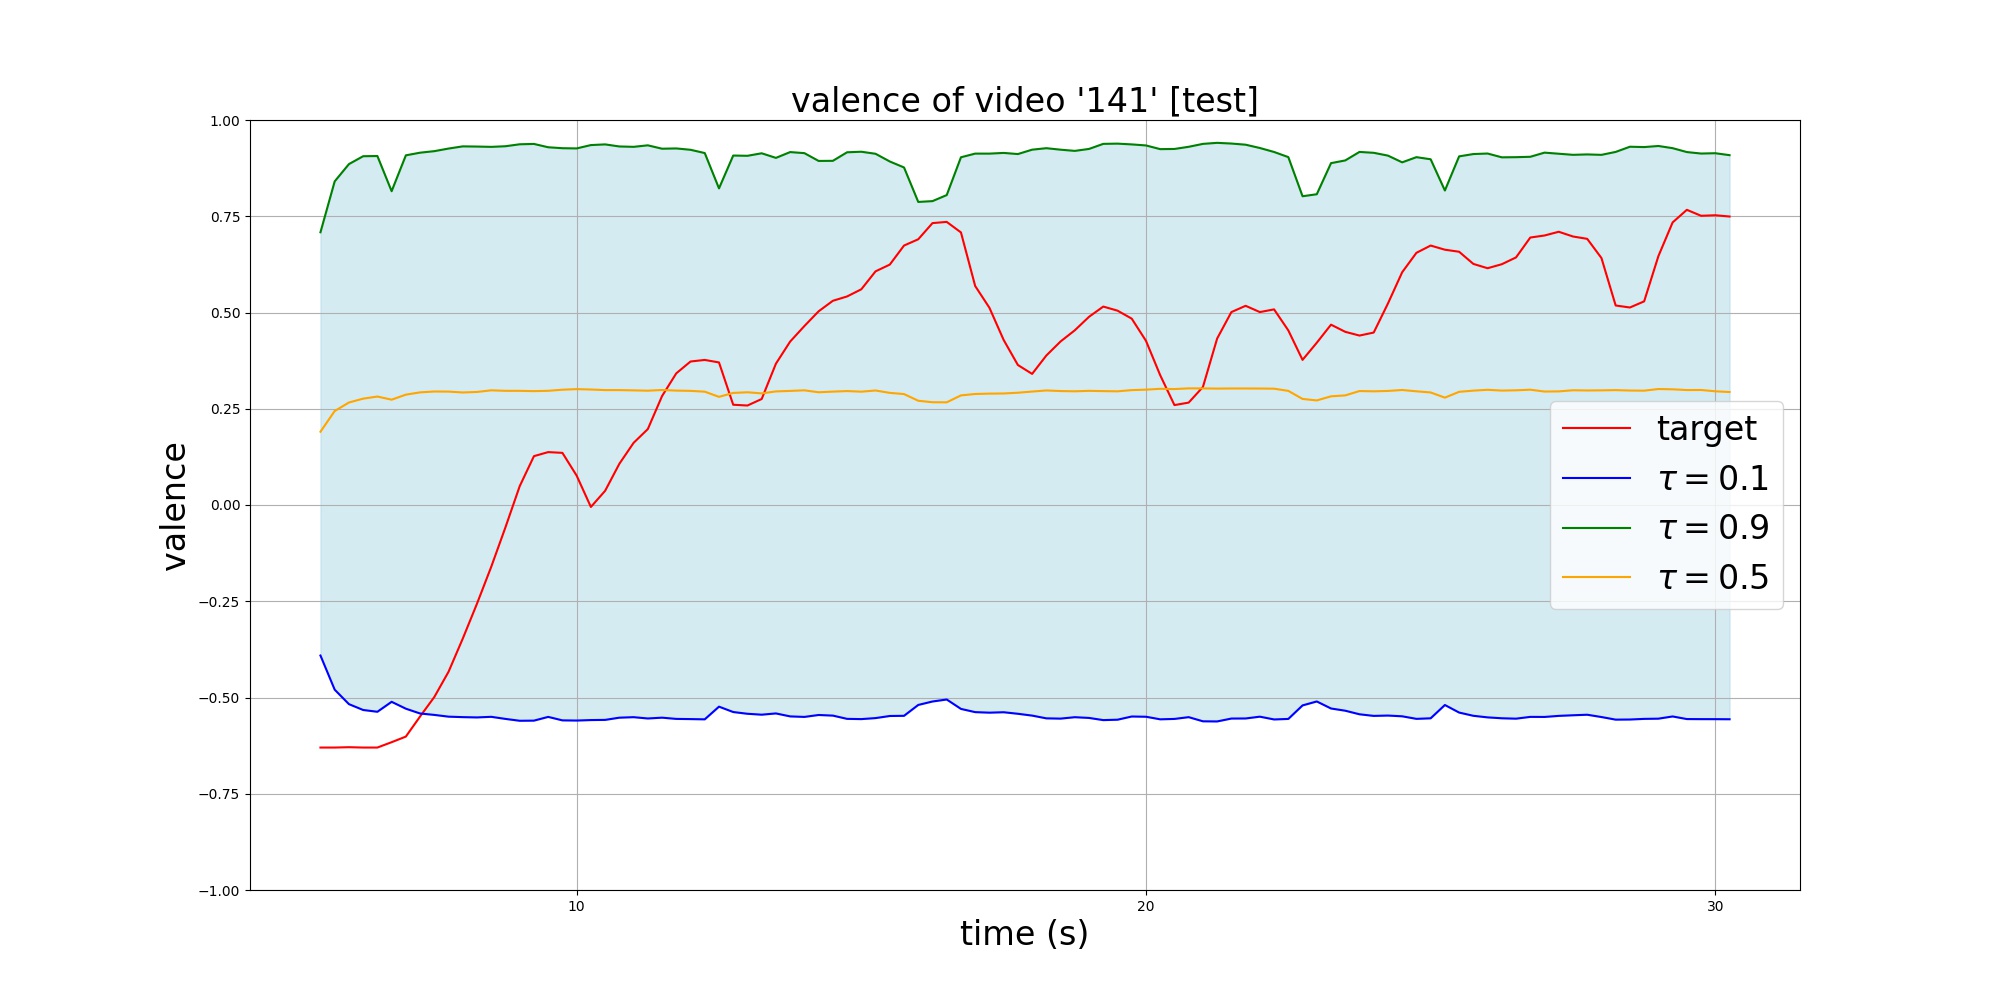 valence of video '141' [test]
1.00
0.75
0.50
0.25
0.00
−0.25
−0.50
−0.75
−1.00
valence
target
τ = 0.1
τ = 0.9
τ = 0.5
10 20 30
time (s)